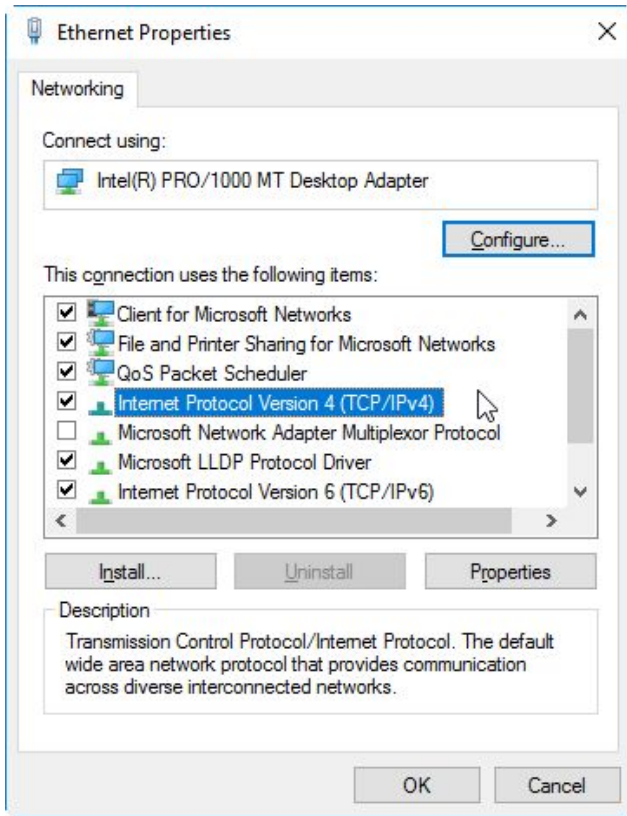 Ethernet Properties
Networking
Connect using:
Intel(R) PRO/1000 MT Desktop Adapter
Configure...
This connection uses the following items:
Client for Microsoft Networks
File and Printer Sharing for Microsoft Networks
QoS Packet Scheduler
Internet Protocol Version 4 (TCP/IPv4)
Microsoft Network Adapter Multiplexor Protocol
Microsoft LLDP Protocol Driver
Internet Protocol Version 6 (TCP/IPv6)
Install...
Uninstall
Properties
Description
Transmission Control Protocol/Internet Protocol. The default
wide area network protocol that provides communication
across diverse interconnected networks.
OK
Cancel